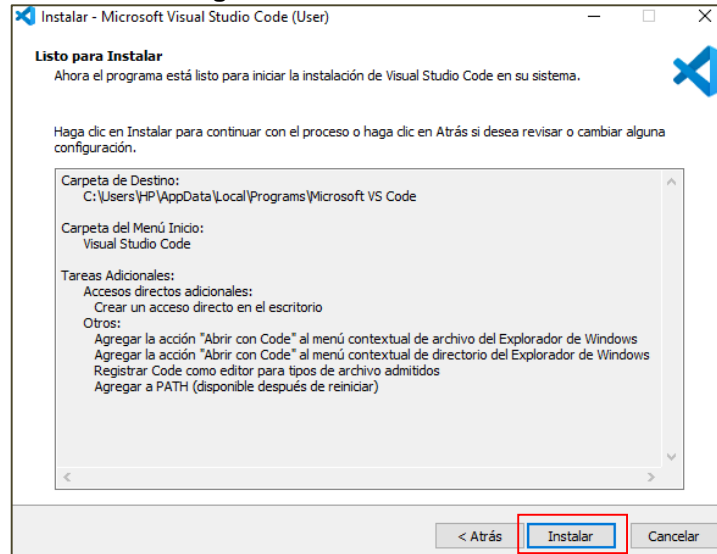 Instalar - Microsoft Visual Studio Code (User)
Listo para Instalar
Ahora el programa está listo para iniciar la instalación de Visual Studio Code en su sistema.
Haga clic en Instalar para continuar con el proceso o haga clic en Atrás si desea revisar o cambiar alguna
configuración.
Carpeta de Destino:
C:\Users\HP\AppData\Local\Programs\Microsoft VS Code
Carpeta del Menú Inicio:
Visual Studio Code
Tareas Adicionales:
Accesos directos adicionales:
Crear un acceso directo en el escritorio
Otros:
Agregar la acción "Abrir con Code" al menú contextual de archivo del Explorador de Windows
Agregar la acción "Abrir con Code" al menú contextual de directorio del Explorador de Windows
Registrar Code como editor para tipos de archivo admitidos
Agregar a PATH (disponible después de reiniciar)
< Atrás
Instalar
Cancelar